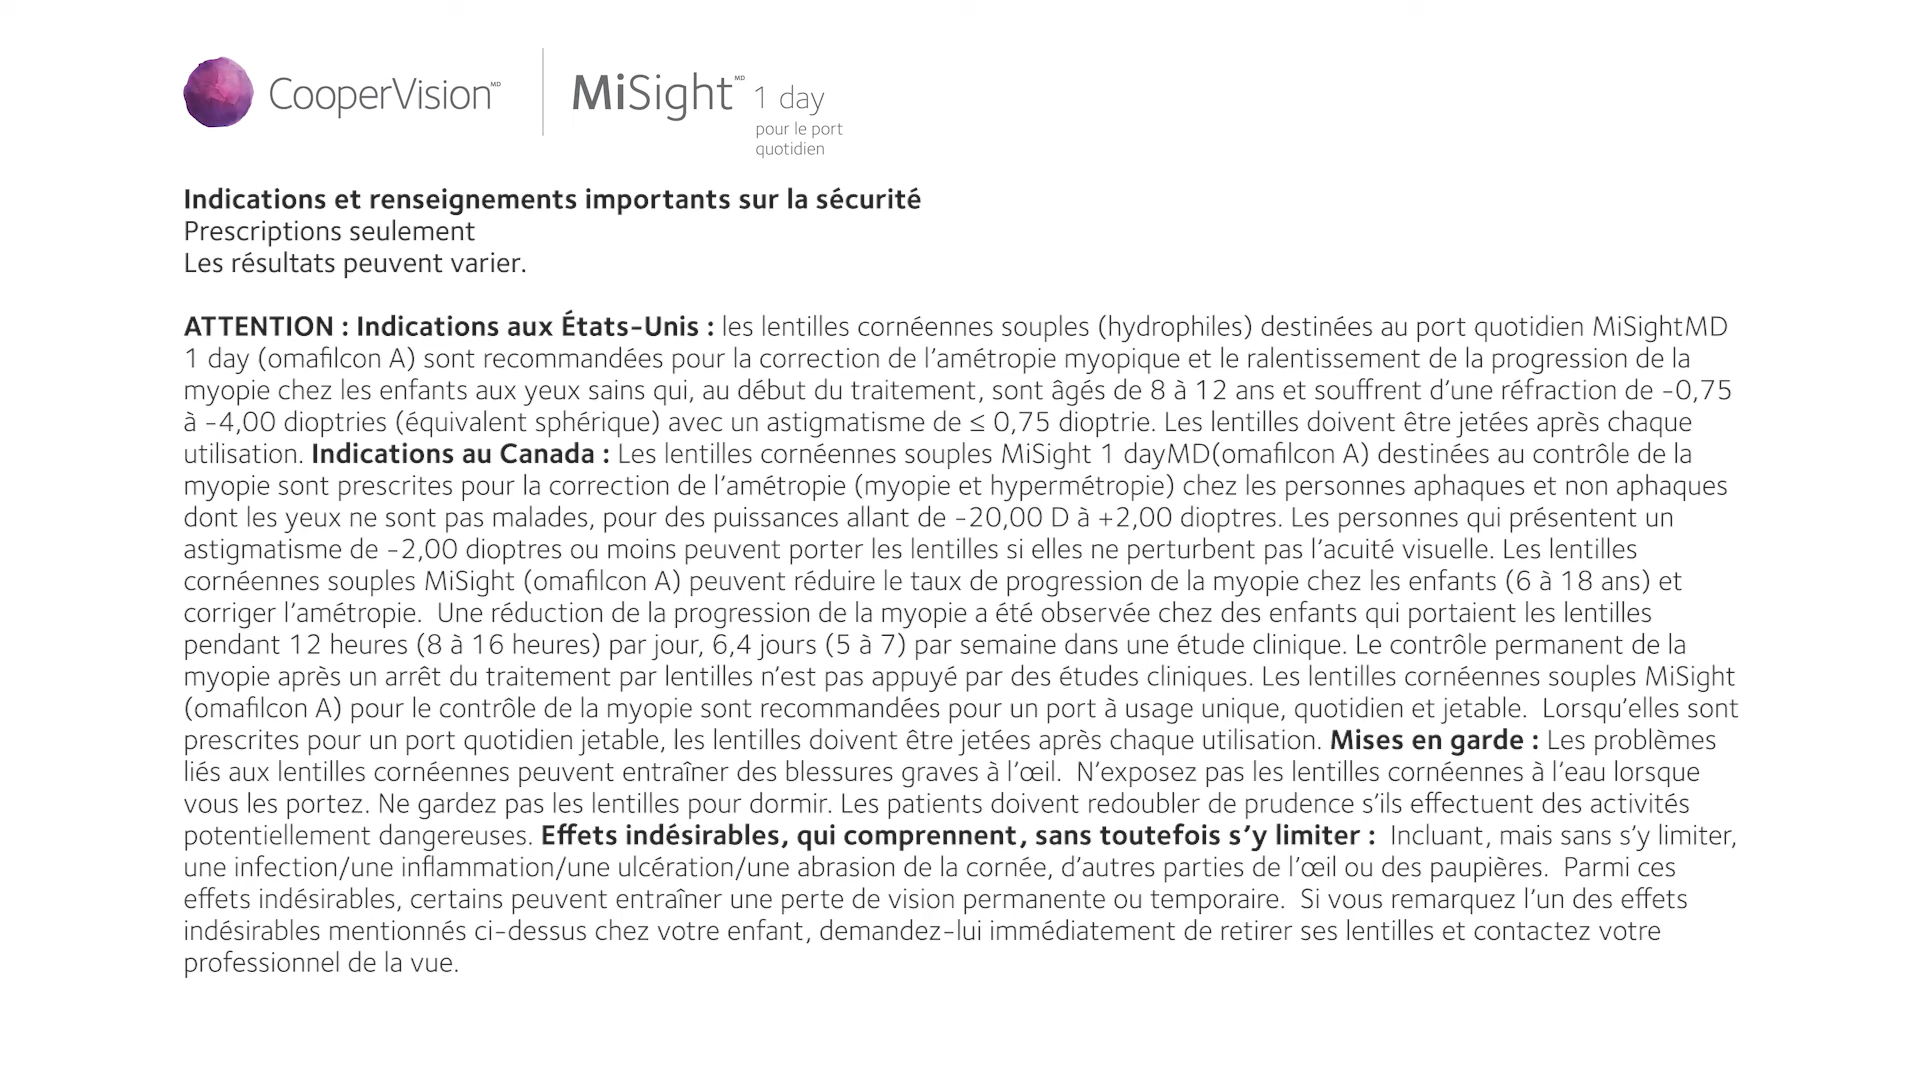 CooperVision MD
MiSight MD 1 day
pour le port
quotidien
Indications et renseignements importants sur la sécurité
Prescriptions seulement
Les résultats peuvent varier.
ATTENTION : Indications aux États-Unis : les lentilles cornéennes souples (hydrophiles) destinées au port quotidien MiSightMD
1 day (omafilcon A) sont recommandées pour la correction de l’amétropie myopique et le ralentissement de la progression de la
myopie chez les enfants aux yeux sains qui, au début du traitement, sont âgés de 8 à 12 ans et souffrent d’une réfraction de -0,75
à -4,00 dioptries (équivalent sphérique) avec un astigmatisme de ≤ 0,75 dioptrie. Les lentilles doivent être jetées après chaque
utilisation. Indications au Canada : Les lentilles cornéennes souples MiSight 1 dayMD(omafilcon A) destinées au contrôle de la
myopie sont prescrites pour la correction de l’amétropie (myopie et hypermétropie) chez les personnes aphaques et non aphaques
dont les yeux ne sont pas malades, pour des puissances allant de -20,00 D à +2,00 dioptres. Les personnes qui présentent un
astigmatisme de -2,00 dioptres ou moins peuvent porter les lentilles si elles ne perturbent pas l’acuité visuelle. Les lentilles
cornéennes souples MiSight (omafilcon A) peuvent réduire le taux de progression de la myopie chez les enfants (6 à 18 ans) et
corriger l’amétropie.  Une réduction de la progression de la myopie a été observée chez des enfants qui portaient les lentilles
pendant 12 heures (8 à 16 heures) par jour, 6,4 jours (5 à 7) par semaine dans une étude clinique. Le contrôle permanent de la
myopie après un arrêt du traitement par lentilles n’est pas appuyé par des études cliniques. Les lentilles cornéennes souples MiSight
(omafilcon A) pour le contrôle de la myopie sont recommandées pour un port à usage unique, quotidien et jetable.  Lorsqu’elles sont
prescrites pour un port quotidien jetable, les lentilles doivent être jetées après chaque utilisation. Mises en garde : Les problèmes
liés aux lentilles cornéennes peuvent entraîner des blessures graves à l’œil.  N’exposez pas les lentilles cornéennes à l’eau lorsque
vous les portez. Ne gardez pas les lentilles pour dormir. Les patients doivent redoubler de prudence s’ils effectuent des activités
potentiellement dangereuses. Effets indésirables, qui comprennent, sans toutefois s’y limiter :  Incluant, mais sans s’y limiter,
une infection/une inflammation/une ulcération/une abrasion de la cornée, d’autres parties de l’œil ou des paupières.  Parmi ces
effets indésirables, certains peuvent entraîner une perte de vision permanente ou temporaire.  Si vous remarquez l’un des effets
indésirables mentionnés ci-dessus chez votre enfant, demandez-lui immédiatement de retirer ses lentilles et contactez votre
professionnel de la vue.